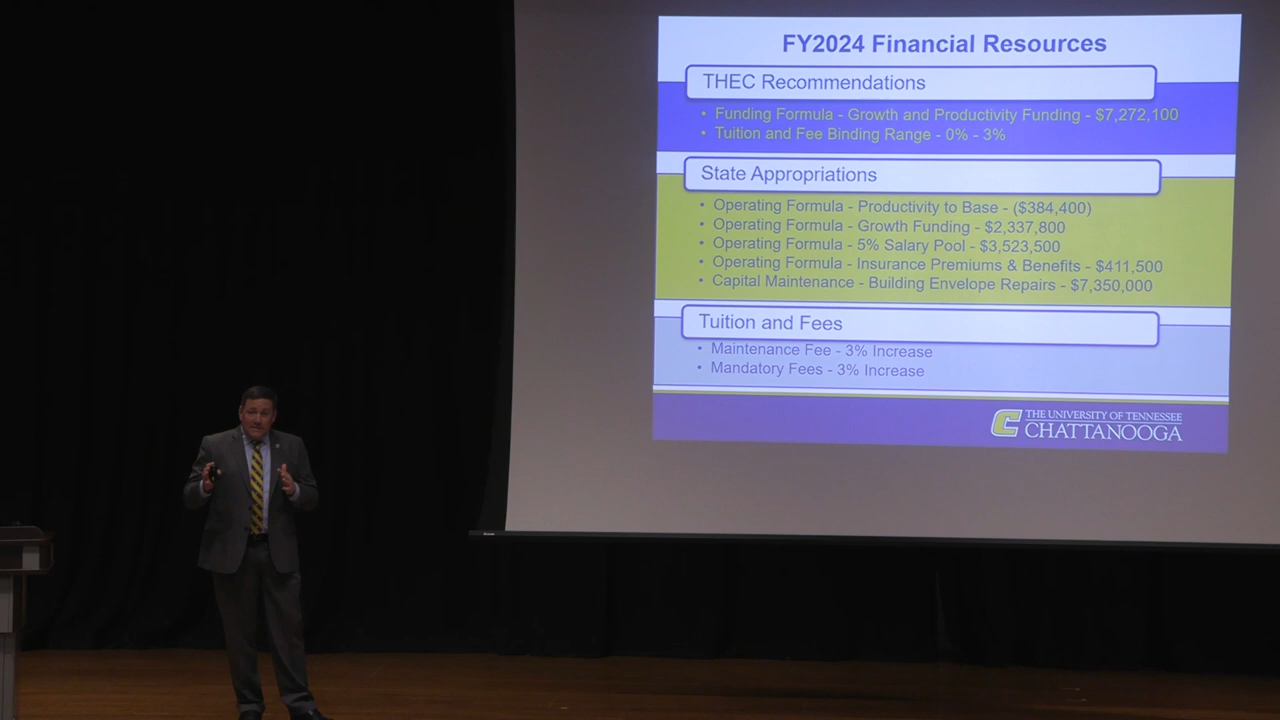 FY2024 Financial Resources
THEC Recommendations
• Funding Formula - Growth and Productivity Funding - $7,272,100
• Tuition and Fee Binding Range - 0% - 3%
State Appropriations
• Operating Formula - Productivity to Base - ($384,400)
• Operating Formula - Growth Funding - $2,337,800
• Operating Formula - 5% Salary Pool - $3,523,500
• Operating Formula - Insurance Premiums & Benefits - $411,500
• Capital Maintenance - Building Envelope Repairs - $7,350,000
Tuition and Fees
• Maintenance Fee - 3% Increase
• Mandatory Fees - 3% Increase
C THE UNIVERSITY OF TENNESSEE
CHATTANOOGA